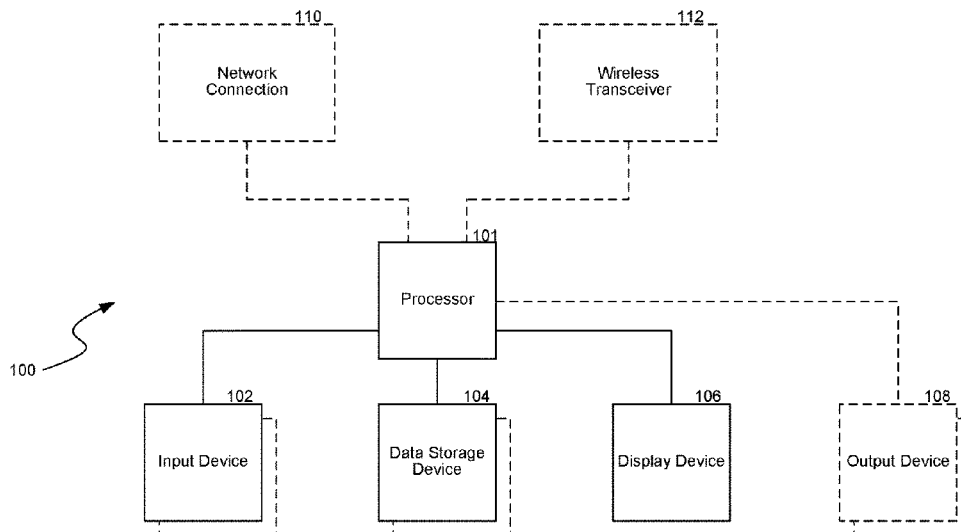 110
Network
Connection
112
Wireless
Transceiver
101
Processor
100
102
Input Device
104
Data Storage
Device
106
Display Device
108
Output Device